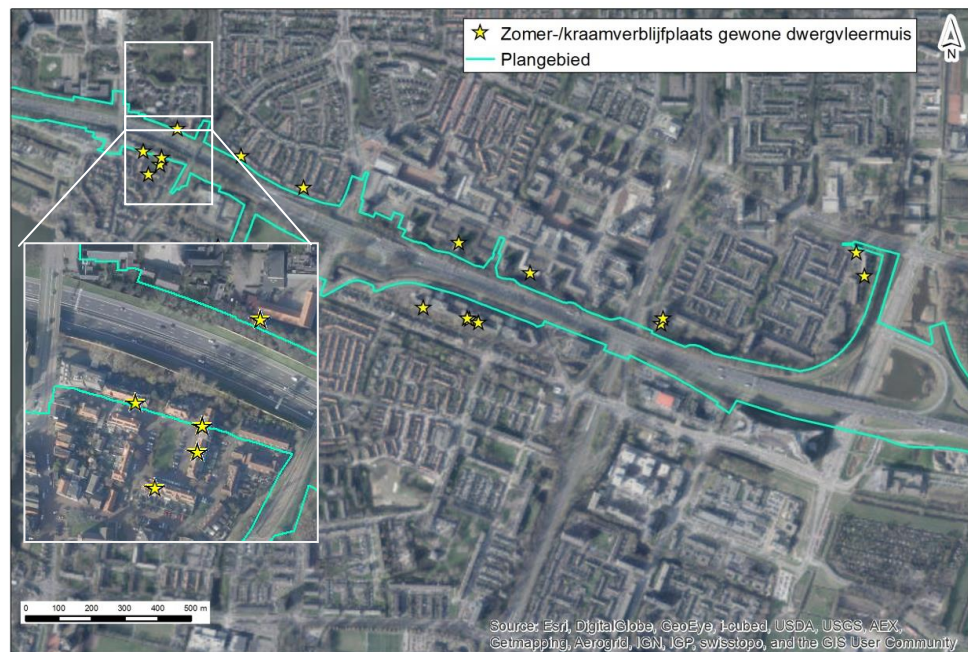 Zomer-/kraamverblijfplaats gewone dwergvleermuis
Plangebied
N
0 100 200 300 400 500 m
Source: Esri, DigitalGlobe, GeoEye, i-cubed, USDA, USGS, AEX,
Getmapping, Aerogrid, IGN, IGP, swisstopo, and the GIS User Community